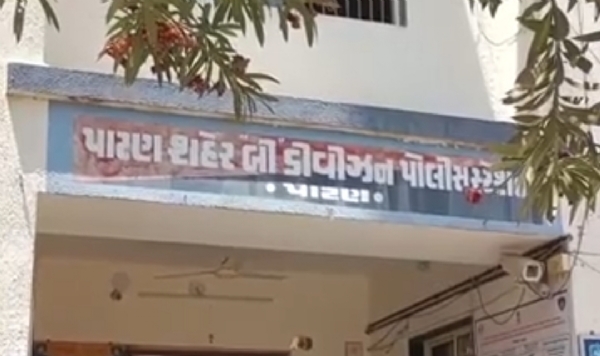 પાટણ શહેર બી ડીવીઝન પોલીસ સ્ટેશન
• પાટણ •